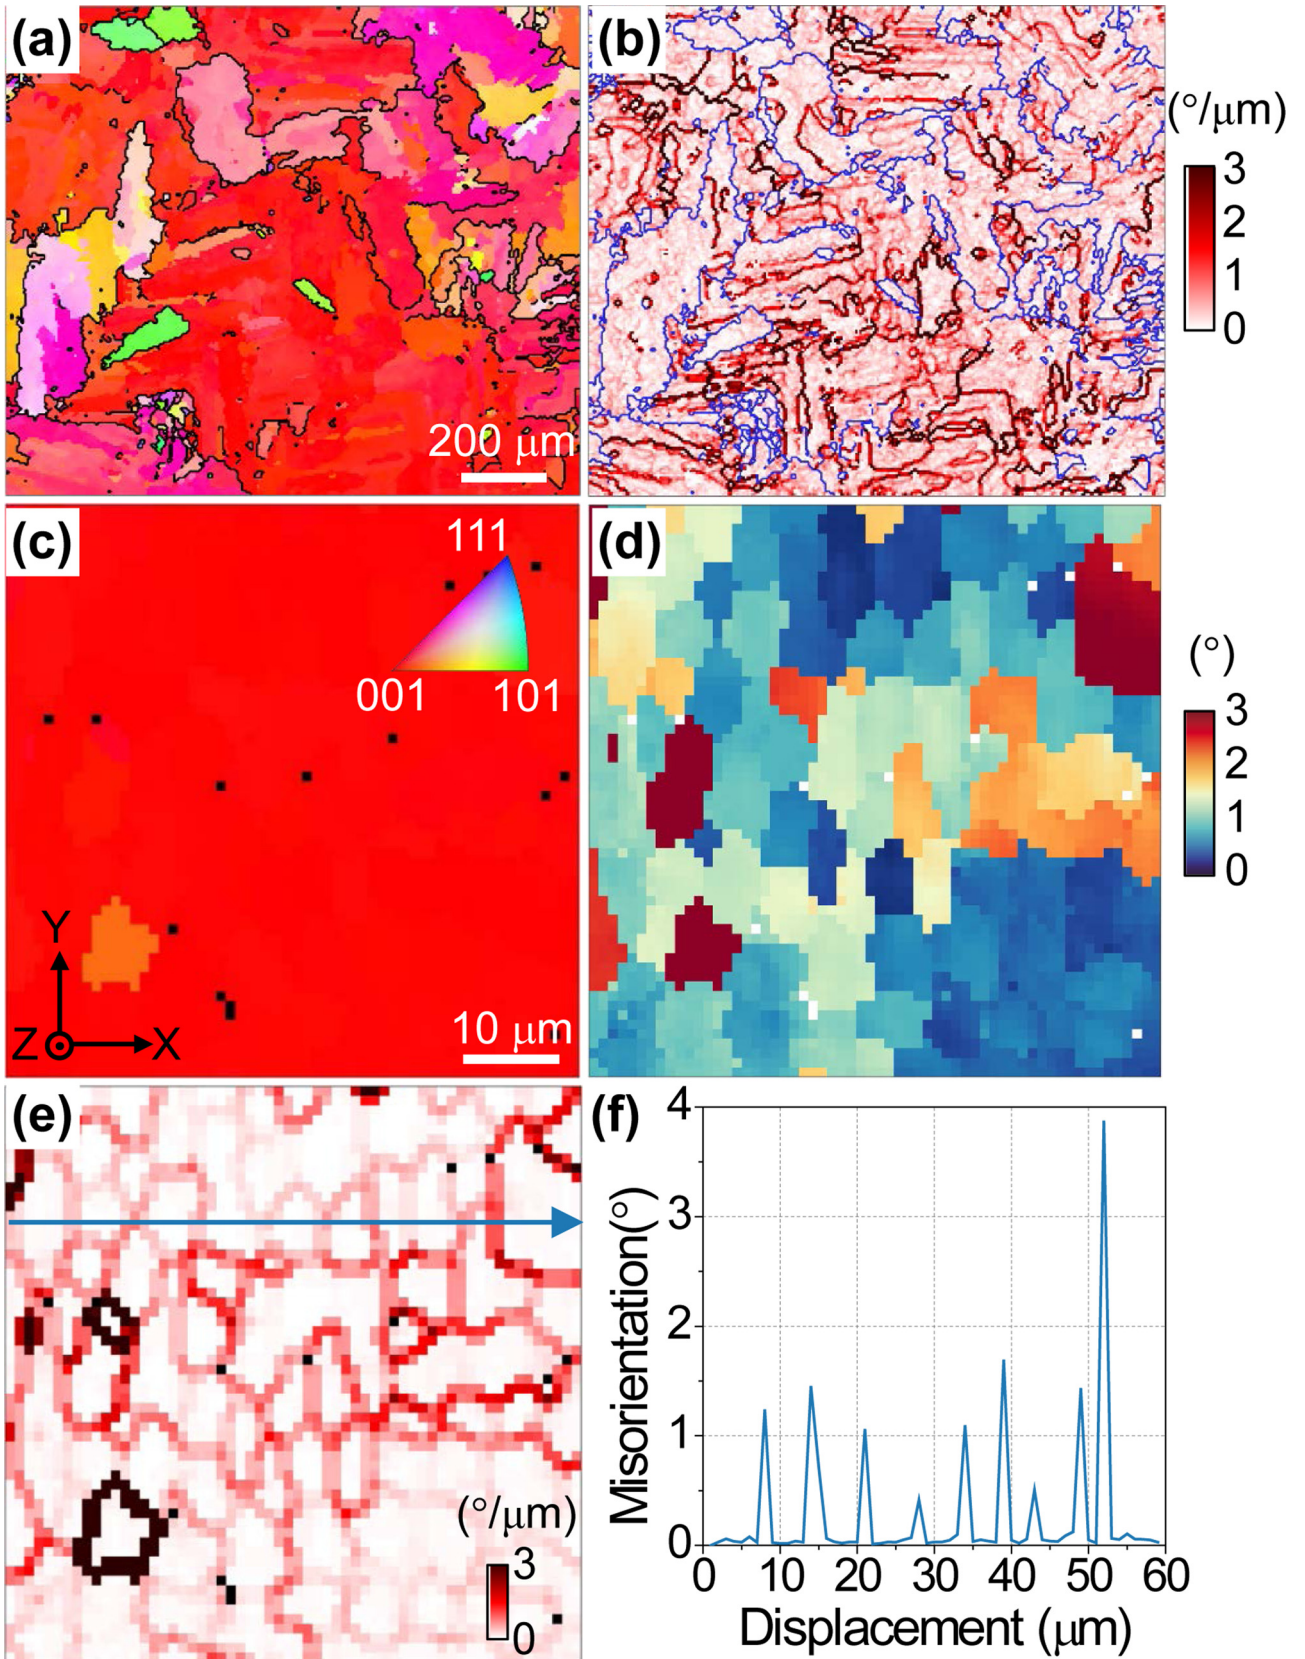 (a)
200 μm
(b)
(°/μm)
3
2
1
0
(c)
111
001
101
Y
Z
X
10 μm
(d)
(°)
3
2
1
0
(e)
(°/μm)
3
0
(f)
4
3
2
1
0
Misorientation(°)
0 10 20 30 40 50 60
Displacement (μm)